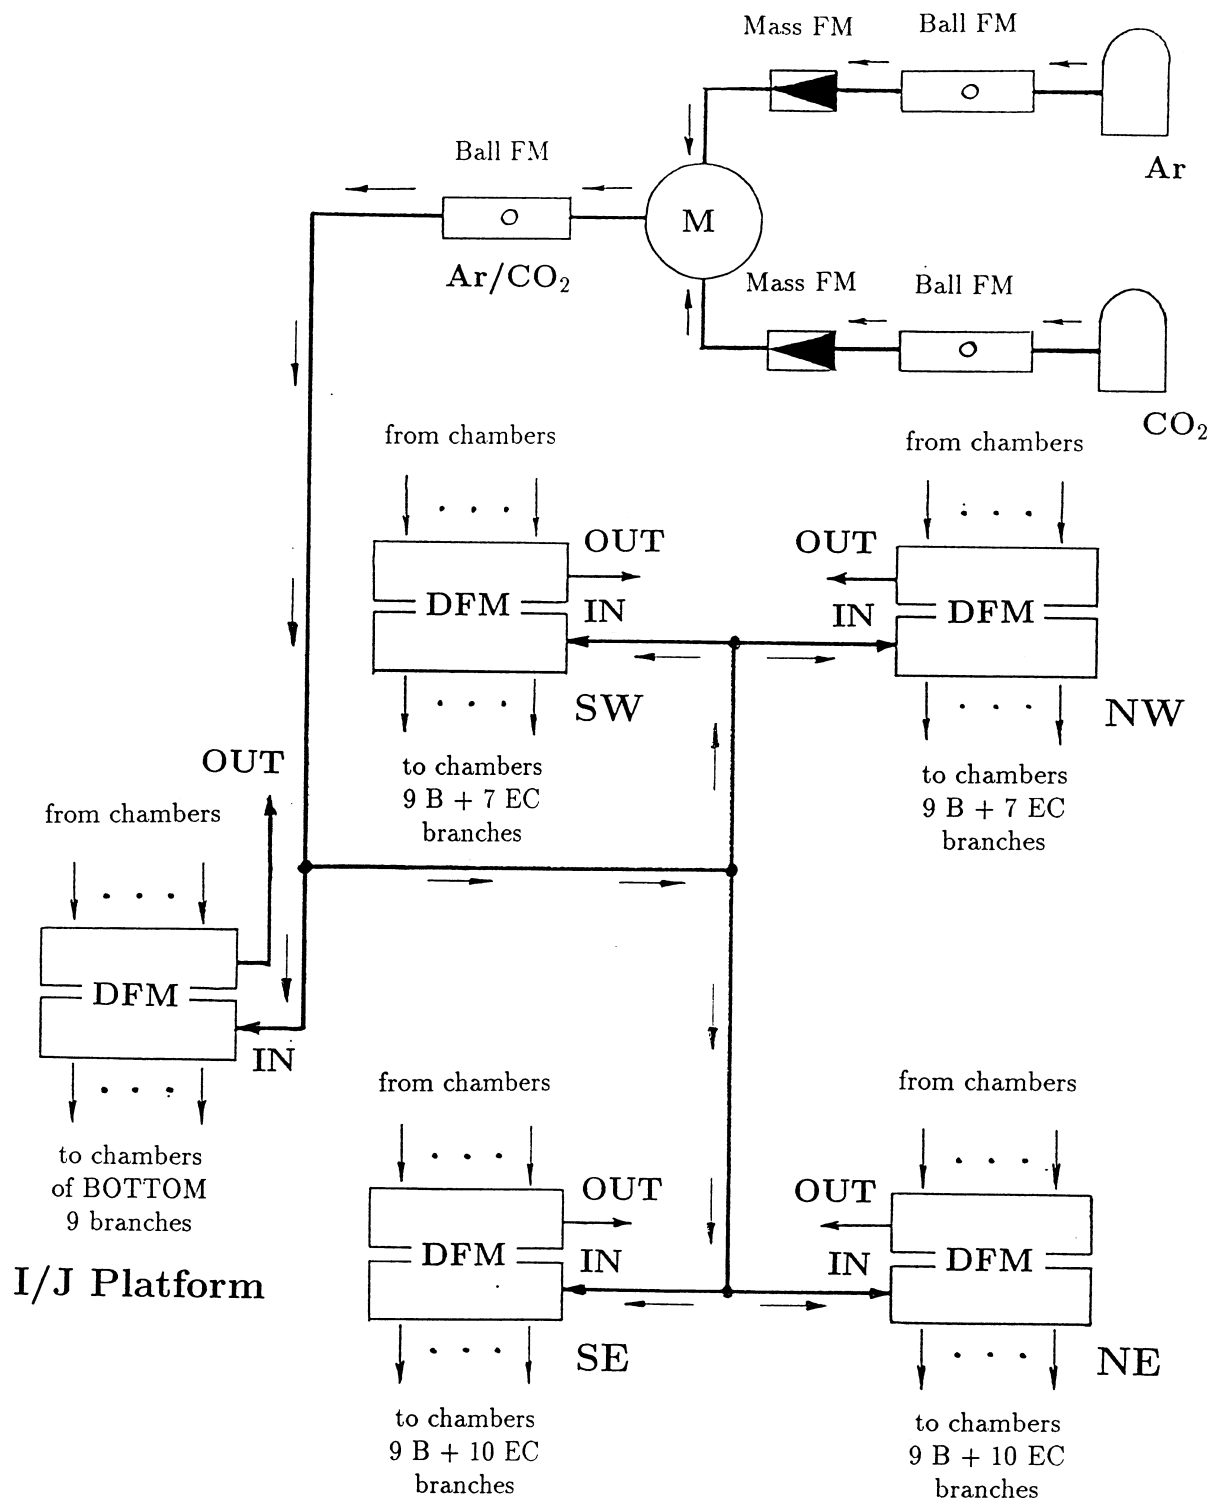 Mass FM
Ball FM
Ar
Ball FM
M
Ar/CO₂
Mass FM
Ball FM
CO₂
from chambers
from chambers
OUT
OUT
DFM
IN
IN
DFM
SW
NW
to chambers
9 B + 7 EC
branches
to chambers
9 B + 7 EC
branches
OUT
from chambers
DFM
IN
to chambers
of BOTTOM
9 branches
I/J Platform
from chambers
from chambers
OUT
OUT
DFM
IN
IN
DFM
SE
NE
to chambers
9 B + 10 EC
branches
to chambers
9 B + 10 EC
branches